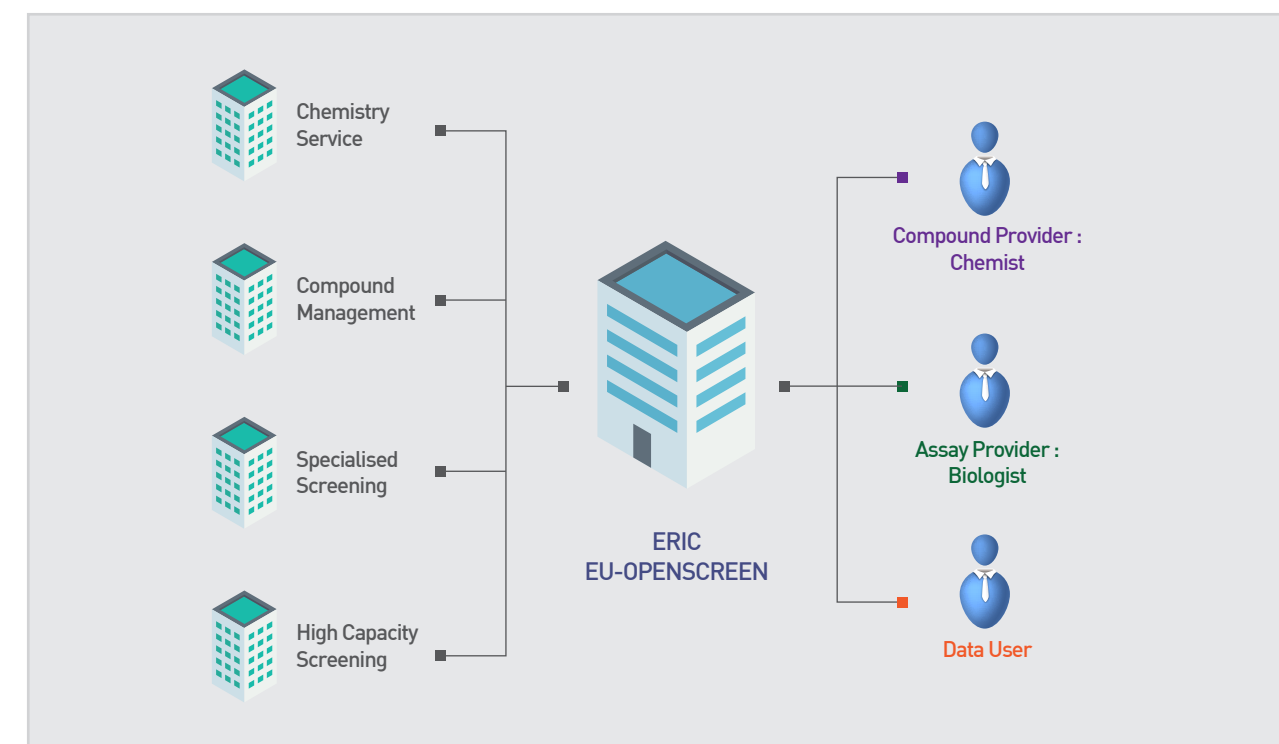 Chemistry
Service
Compound
Management
Specialised
Screening
High Capacity
Screening
ERIC
EU-OPENSCREEN
Compound Provider :
Chemist
Assay Provider :
Biologist
Data User